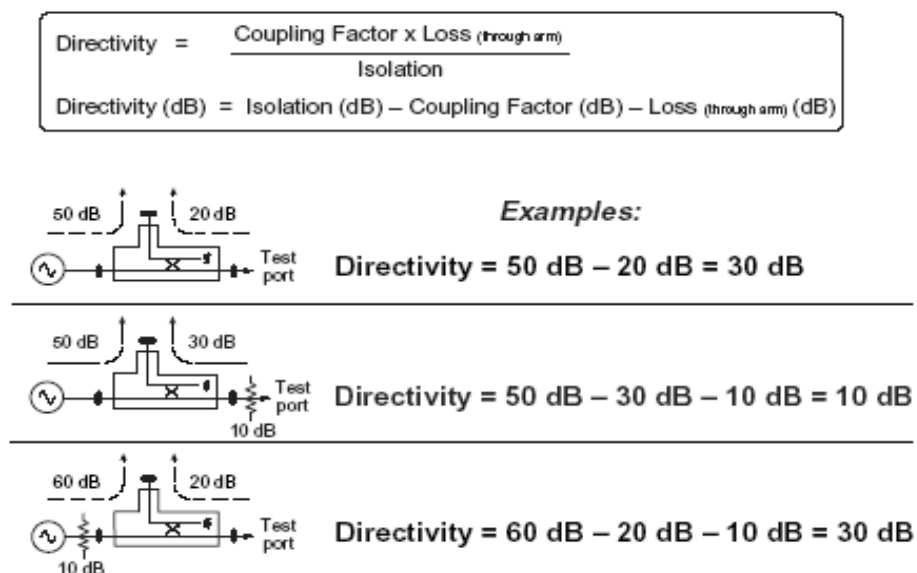 Directivity = Coupling Factor x Loss (through arm)
Isolation
Directivity (dB) = Isolation (dB) – Coupling Factor (dB) – Loss (through arm) (dB)
Examples:
50 dB 20 dB
Test
port
Directivity = 50 dB – 20 dB = 30 dB
50 dB 30 dB
Test
port
10 dB
Directivity = 50 dB – 30 dB – 10 dB = 10 dB
60 dB 20 dB
Test
port
10 dB
Directivity = 60 dB – 20 dB – 10 dB = 30 dB